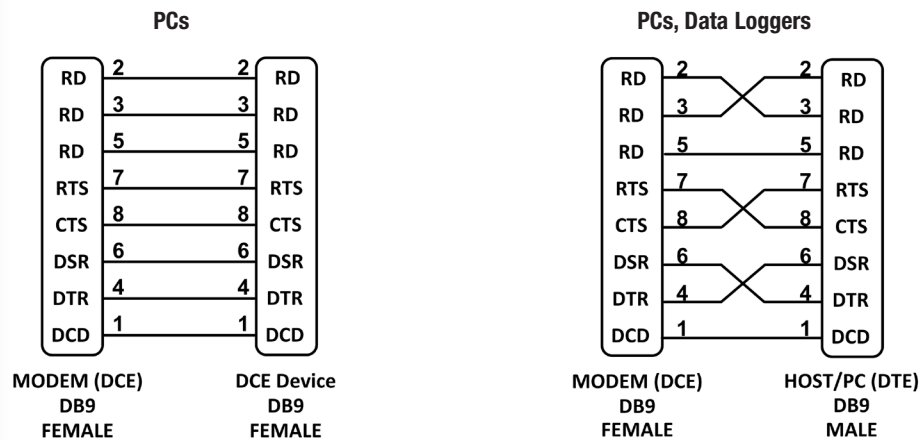 PCs
RD 2 2 RD
RD 3 3 RD
RD 5 5 RD
RTS 7 7 RTS
CTS 8 8 CTS
DSR 6 6 DSR
DTR 4 4 DTR
DCD 1 1 DCD
MODEM (DCE) DCE Device
DB9 DB9
FEMALE FEMALE
PCs, Data Loggers
RD 2 2 RD
RD 3 3 RD
RD 5 5 RD
RTS 7 7 RTS
CTS 8 8 CTS
DSR 6 6 DSR
DTR 4 4 DTR
DCD 1 1 DCD
MODEM (DCE) HOST/PC (DTE)
DB9 DB9
FEMALE MALE